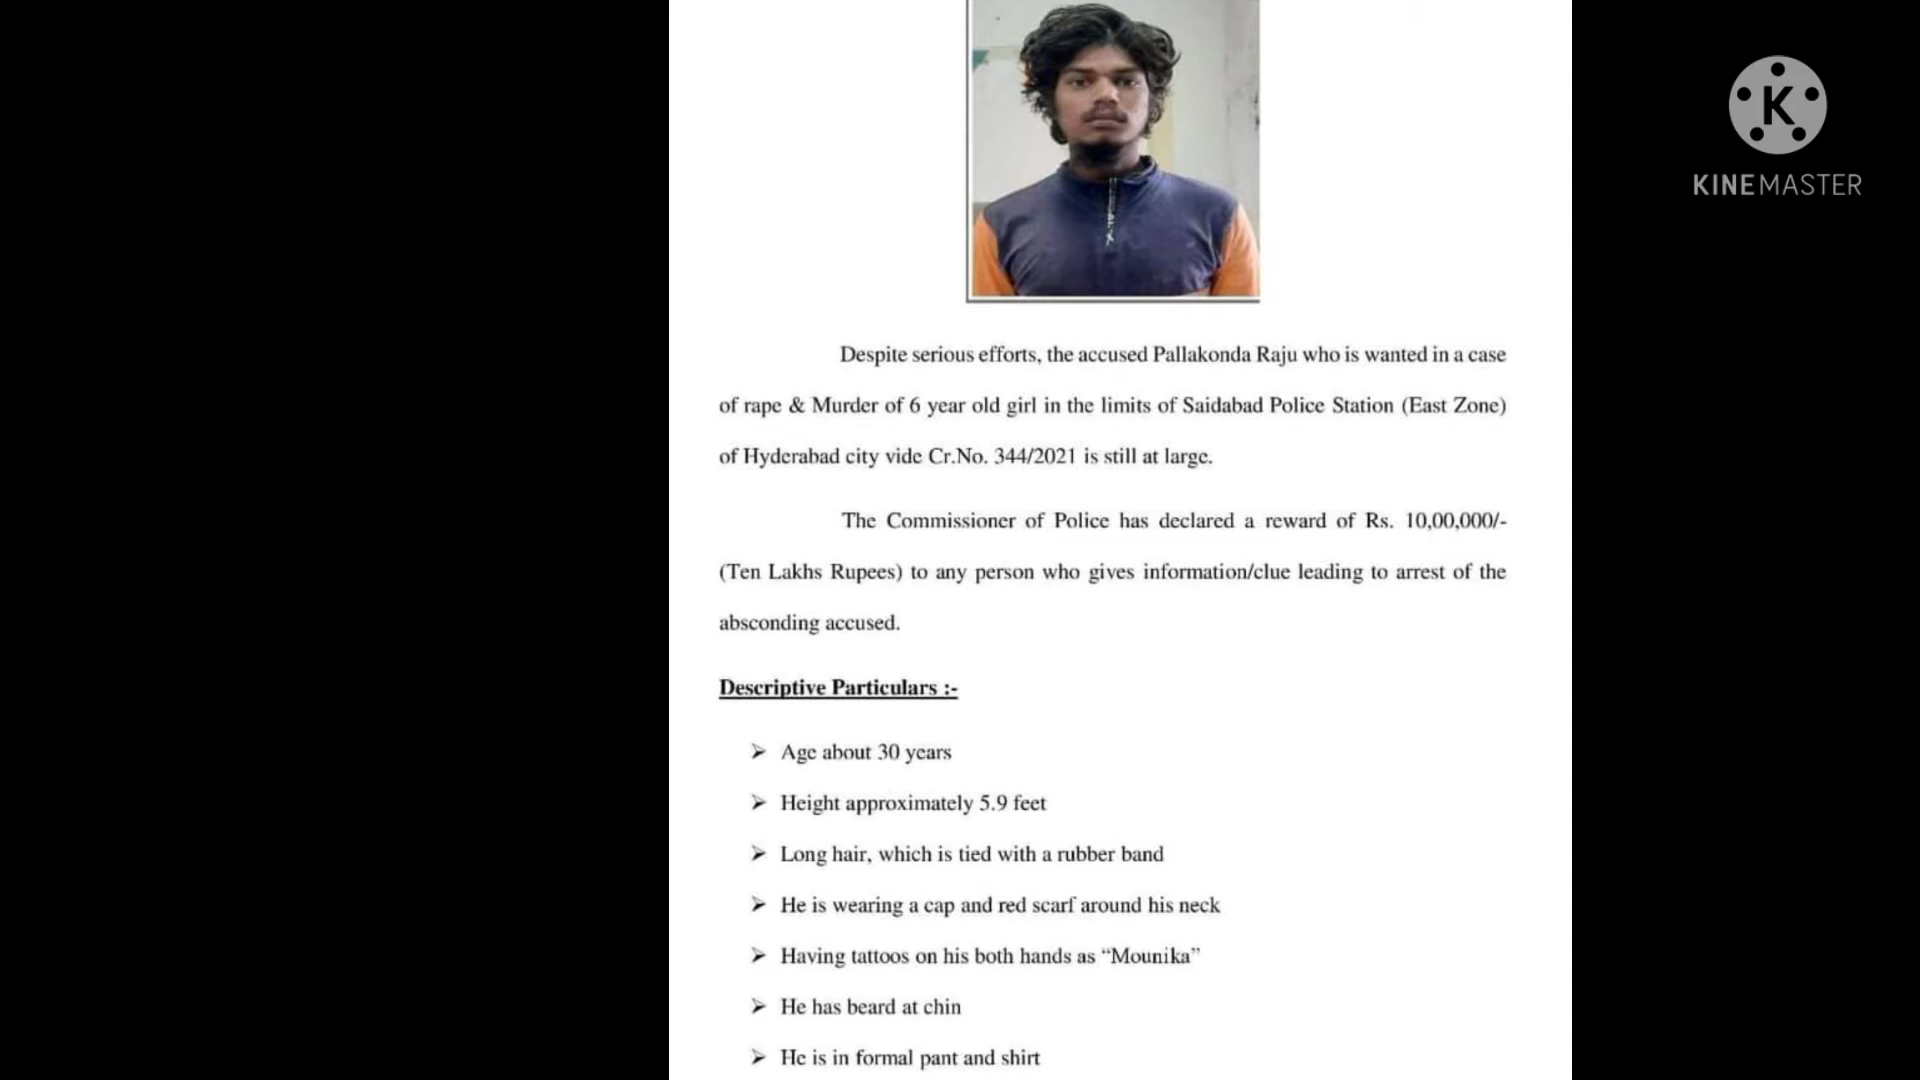 Despite serious efforts, the accused Pallakonda Raju who is wanted in a case
of rape & Murder of 6 year old girl in the limits of Saidabad Police Station (East Zone)
of Hyderabad city vide Cr.No. 344/2021 is still at large.
The Commissioner of Police has declared a reward of Rs. 10,00,000/-
(Ten Lakhs Rupees) to any person who gives information/clue leading to arrest of the
absconding accused.
Descriptive Particulars :-
➢ Age about 30 years
➢ Height approximately 5.9 feet
➢ Long hair, which is tied with a rubber band
➢ He is wearing a cap and red scarf around his neck
➢ Having tattoos on his both hands as “Mounika”
➢ He has beard at chin
➢ He is in formal pant and shirt
K
KINEMASTER